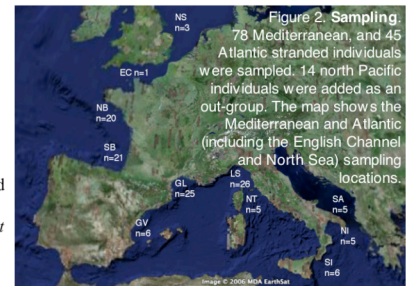 NS
n=3
Figure 2. Sampling.
78 Mediterranean, and 45
Atlantic stranded individuals
were sampled. 14 north Pacific
individuals were added as an
out-group. The map shows the
Mediterranean and Atlantic
(including the English Channel
and North Sea) sampling
locations.
EC n=1
NB
n=20
SB
n=21
GL
n=25
LS
n=26
NT
n=5
SA
n=5
GV
n=6
NI
n=5
SI
n=6
d
t
Image © 2006 MDA EarthSat